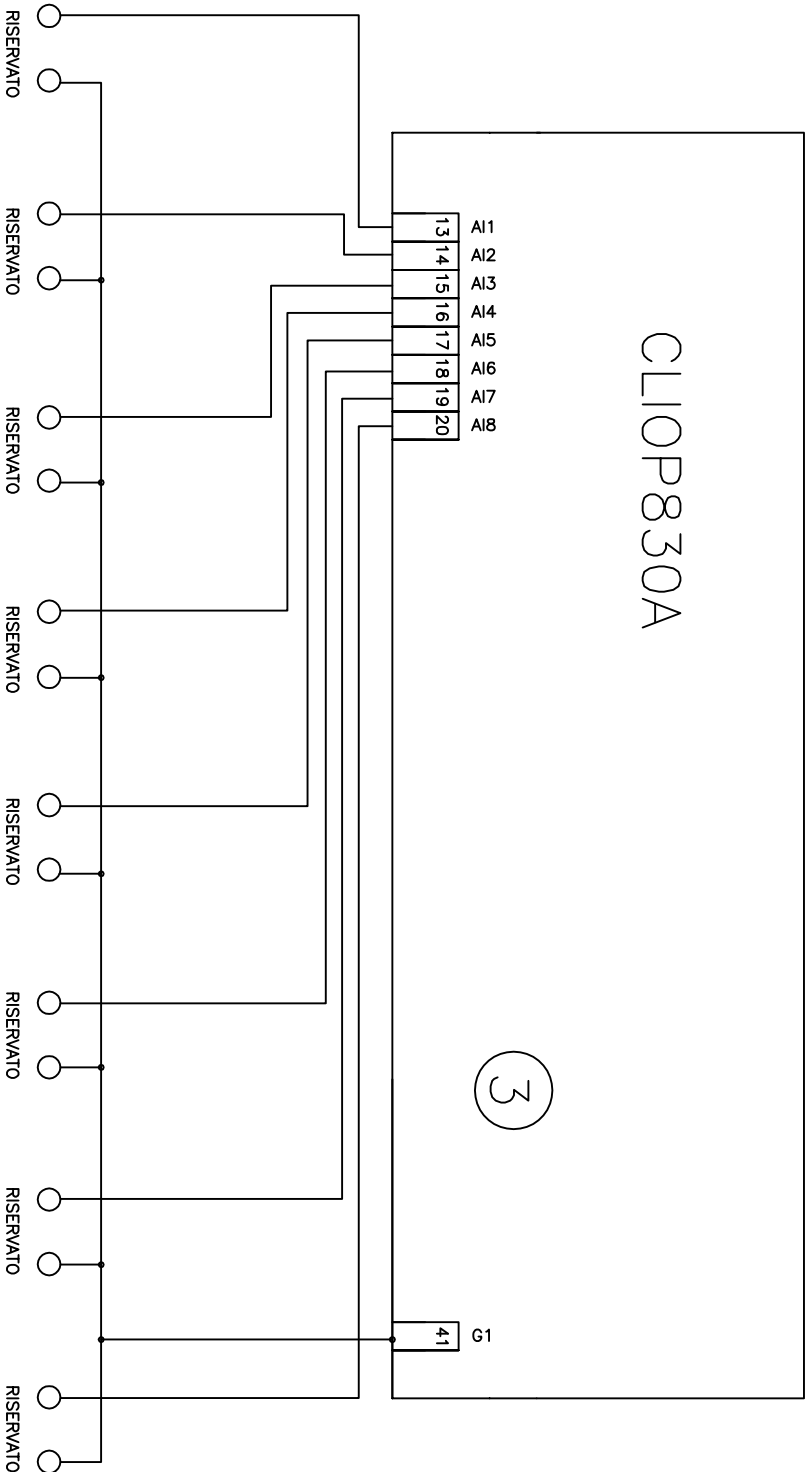 CLIOP830A
3
13 AI1
14 AI2
15 AI3
16 AI4
17 AI5
18 AI6
19 AI7
20 AI8
41 G1
RISERVATO
RISERVATO
RISERVATO
RISERVATO
RISERVATO
RISERVATO
RISERVATO
RISERVATO